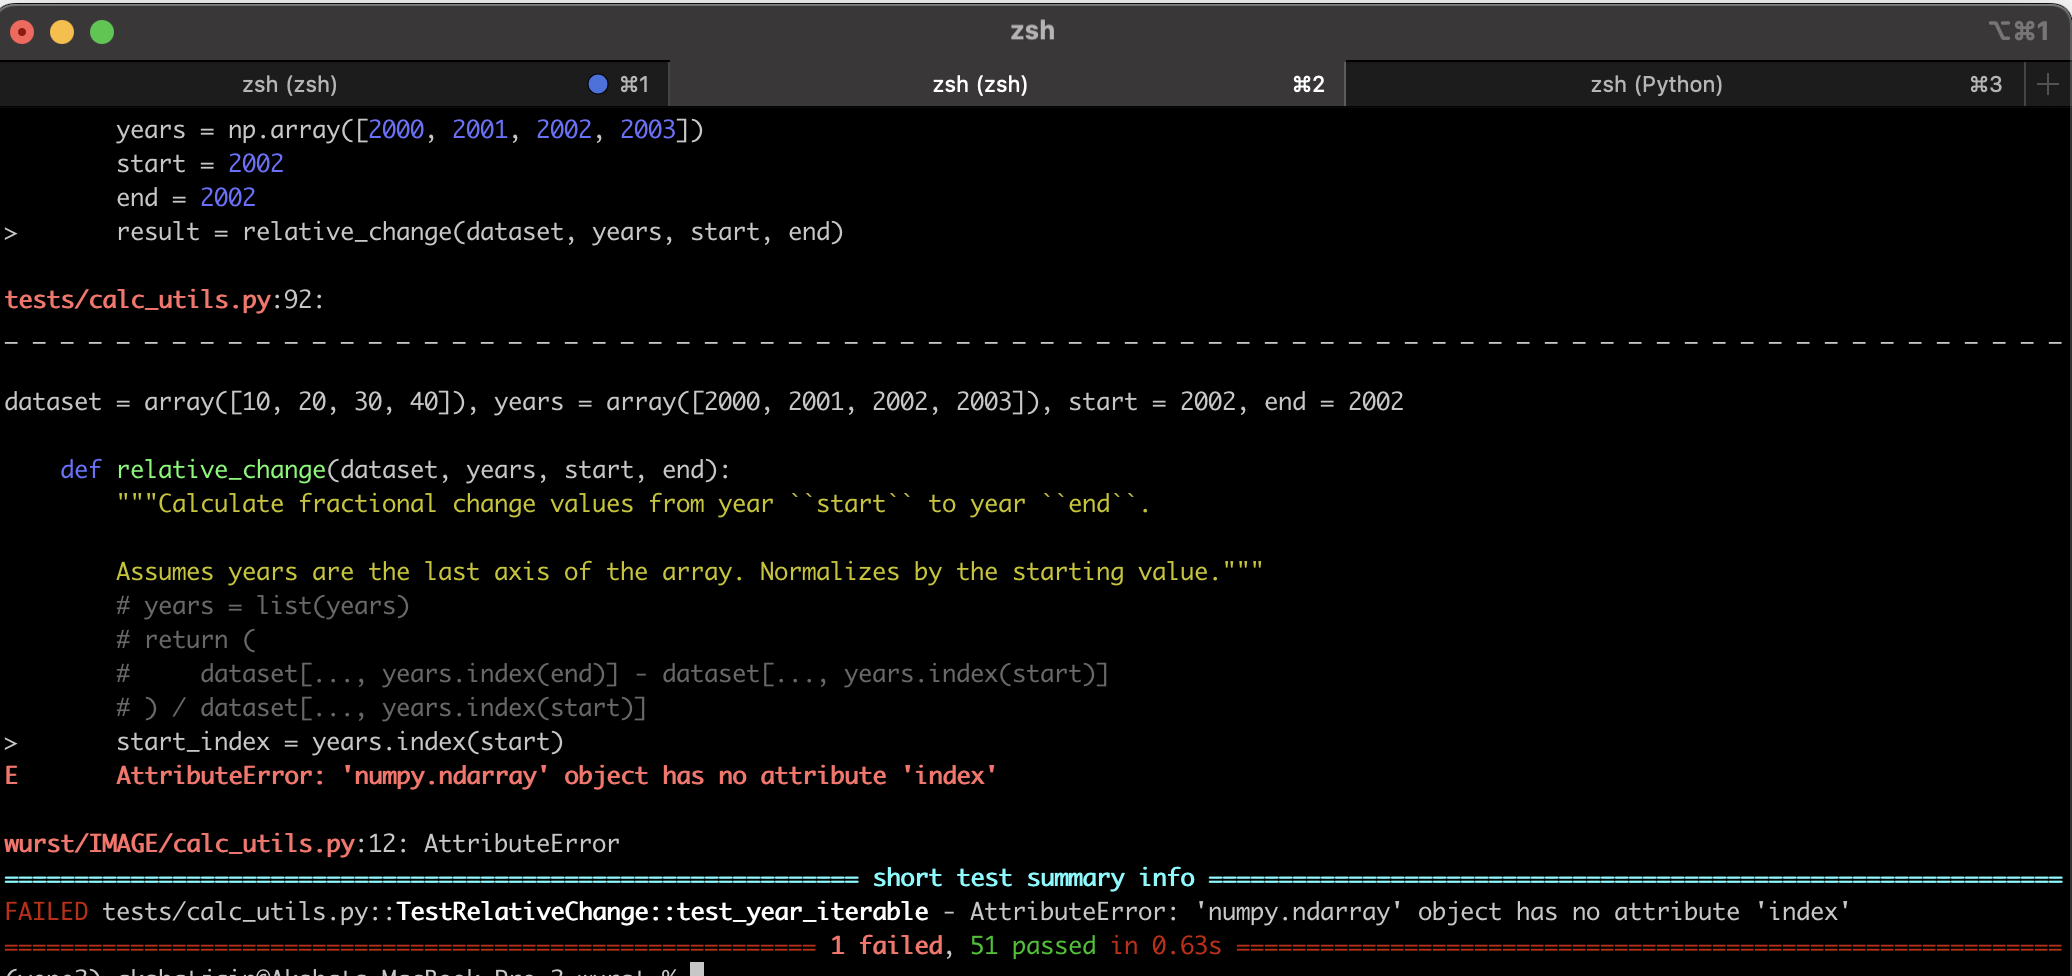 zsh
⌥⌘1
zsh (zsh) ⌘1
zsh (zsh) ⌘2
zsh (Python) ⌘3
years = np.array([2000, 2001, 2002, 2003])
start = 2002
end = 2002
> result = relative_change(dataset, years, start, end)
tests/calc_utils.py:92:
_ _ _ _ _ _ _ _ _ _ _ _ _ _ _ _ _ _ _ _ _ _ _ _ _ _ _ _ _ _ _ _ _ _ _ _ _ _ _ _ _ _ _ _ _ _ _ _ _ _ _ _ _ _ _ _ _ _ _ _ _ _ _ _ _ _ _ _ _ _ _ _ _ _
dataset = array([10, 20, 30, 40]), years = array([2000, 2001, 2002, 2003]), start = 2002, end = 2002
def relative_change(dataset, years, start, end):
"""Calculate fractional change values from year ``start`` to year ``end``.
Assumes years are the last axis of the array. Normalizes by the starting value."""
# years = list(years)
# return (
#     dataset[..., years.index(end)] - dataset[..., years.index(start)]
# ) / dataset[..., years.index(start)]
> start_index = years.index(start)
E AttributeError: 'numpy.ndarray' object has no attribute 'index'
wurst/IMAGE/calc_utils.py:12: AttributeError
============================================================= short test summary info =============================================================
FAILED tests/calc_utils.py::TestRelativeChange::test_year_iterable - AttributeError: 'numpy.ndarray' object has no attribute 'index'
========================================================== 1 failed, 51 passed in 0.63s ===========================================================